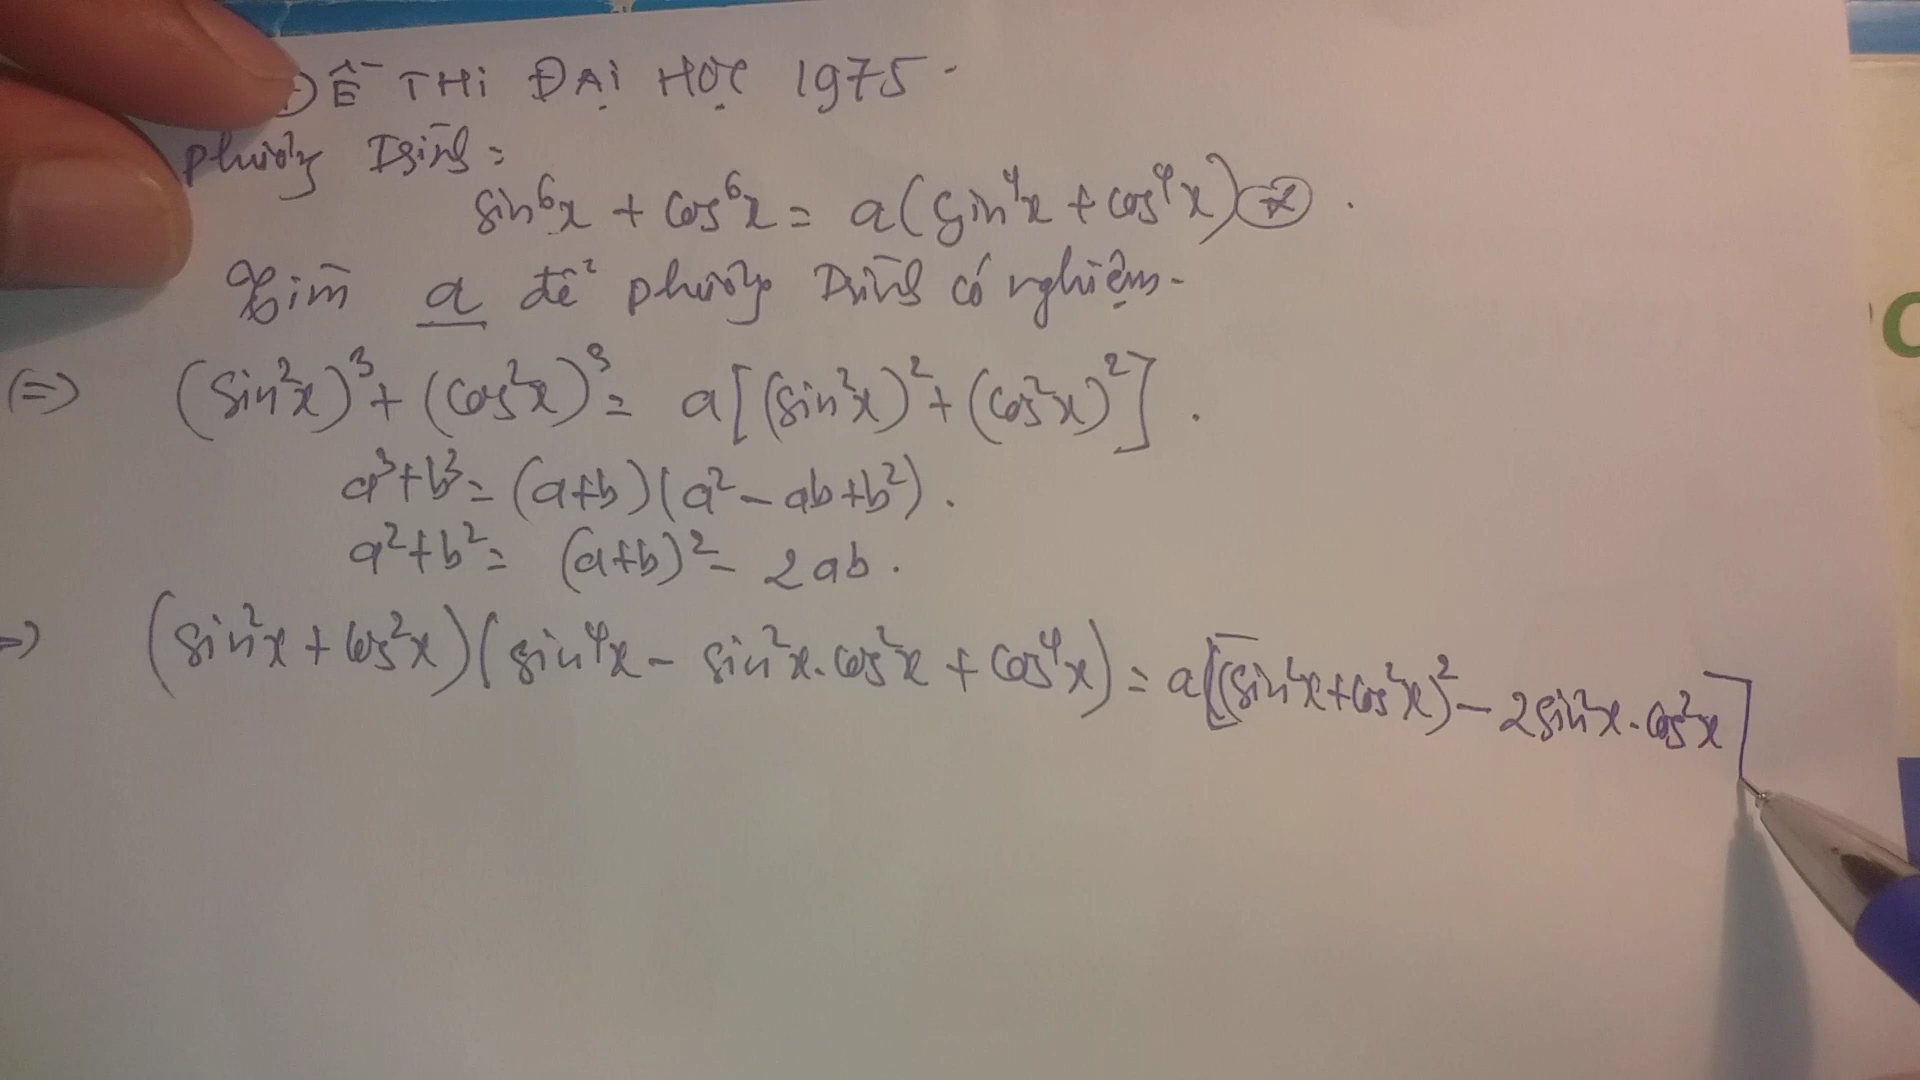 ĐỀ THI ĐẠI HỌC 1975.
Phương trình:
sin⁶x + cos⁶x = a(sin⁴x + cos⁴x) (*).
Tìm a để phương trình có nghiệm.
(=) (sin²x)³ + (cos²x)³ = a[(sin²x)² + (cos²x)²].
a³+b³ = (a+b)(a² - ab + b²).
a²+b² = (a+b)² - 2ab.
=) (sin²x + cos²x)(sin⁴x - sin²x.cos²x + cos⁴x) = a[(sin²x+cos²x)² - 2sin²x.cos²x]